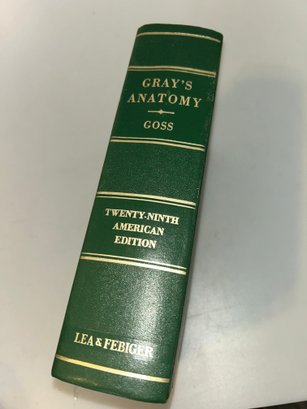 GRAY'S
ANATOMY
GOSS
TWENTY-NINTH
AMERICAN
EDITION
LEA & FEBIGER